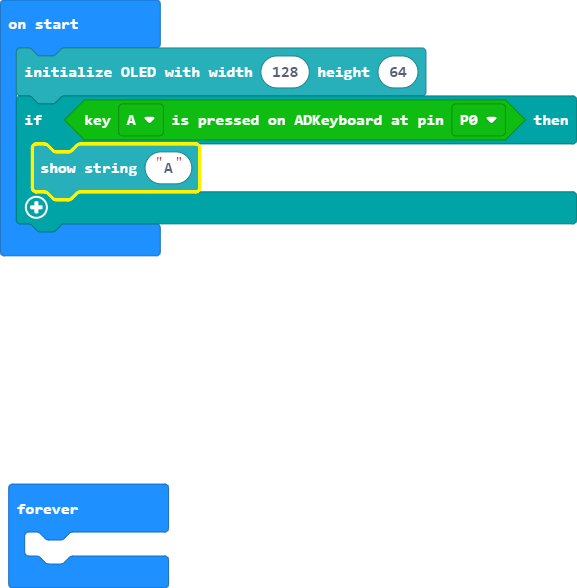 on start
initialize OLED with width 128 height 64
if key A is pressed on ADKeyboard at pin P0 then
show string "A"
forever